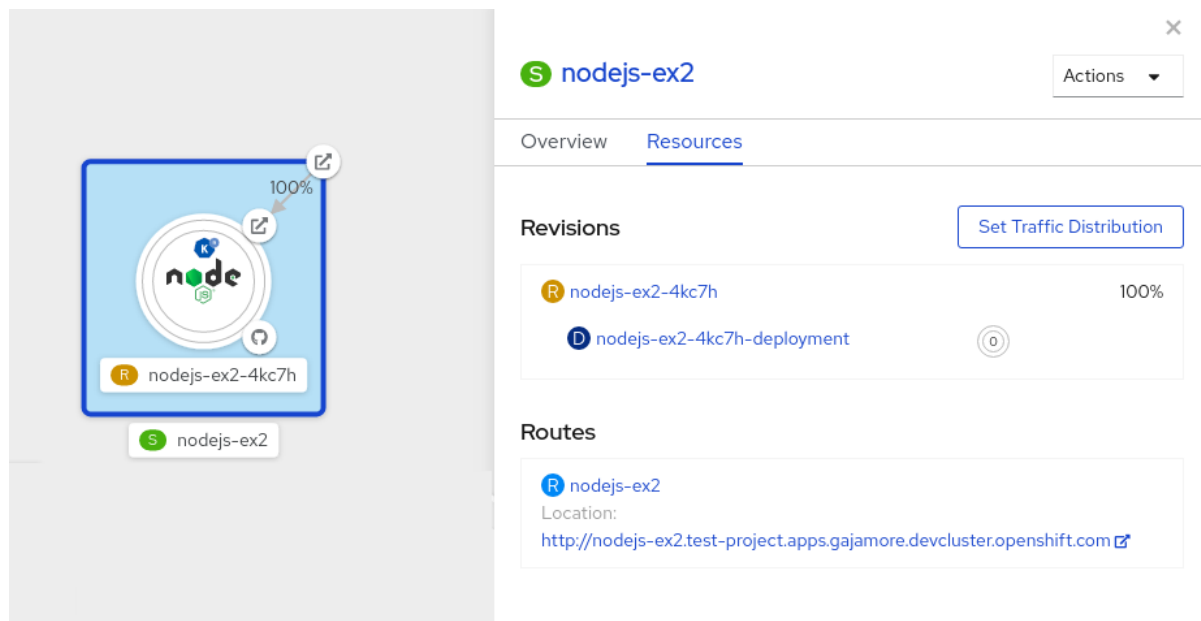 100%
K
node
JS
R nodejs-ex2-4kc7h
S nodejs-ex2
S nodejs-ex2
Actions
Overview Resources
Revisions
Set Traffic Distribution
R nodejs-ex2-4kc7h 100%
D nodejs-ex2-4kc7h-deployment 0
Routes
R nodejs-ex2
Location:
http://nodejs-ex2.test-project.apps.gajamore.devcluster.openshift.com